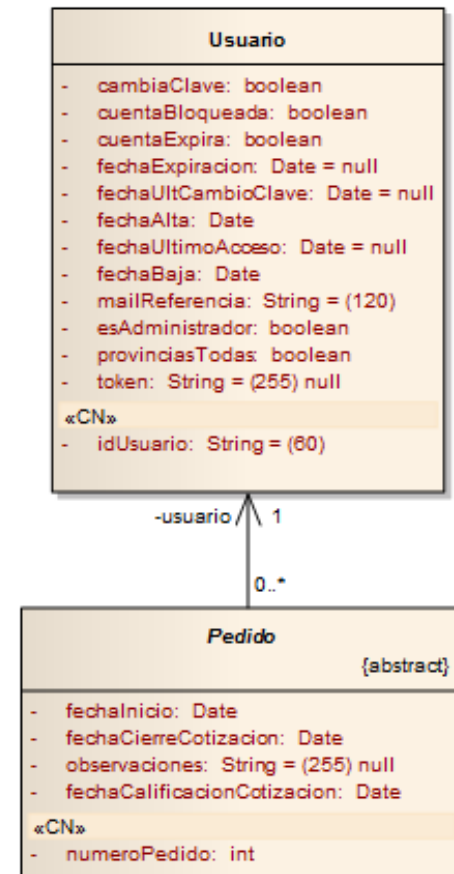 Usuario
- cambiaClave: boolean
- cuentaBloqueada: boolean
- cuentaExpira: boolean
- fechaExpiracion: Date = null
- fechaUltCambioClave: Date = null
- fechaAlta: Date
- fechaUltimoAcceso: Date = null
- fechaBaja: Date
- mailReferencia: String = (120)
- esAdministrador: boolean
- provinciasTodas: boolean
- token: String = (255) null
«CN»
- idUsuario: String = (60)
-usuario 1
0..*
Pedido
{abstract}
- fechaInicio: Date
- fechaCierreCotizacion: Date
- observaciones: String = (255) null
- fechaCalificacionCotizacion: Date
«CN»
- numeroPedido: int